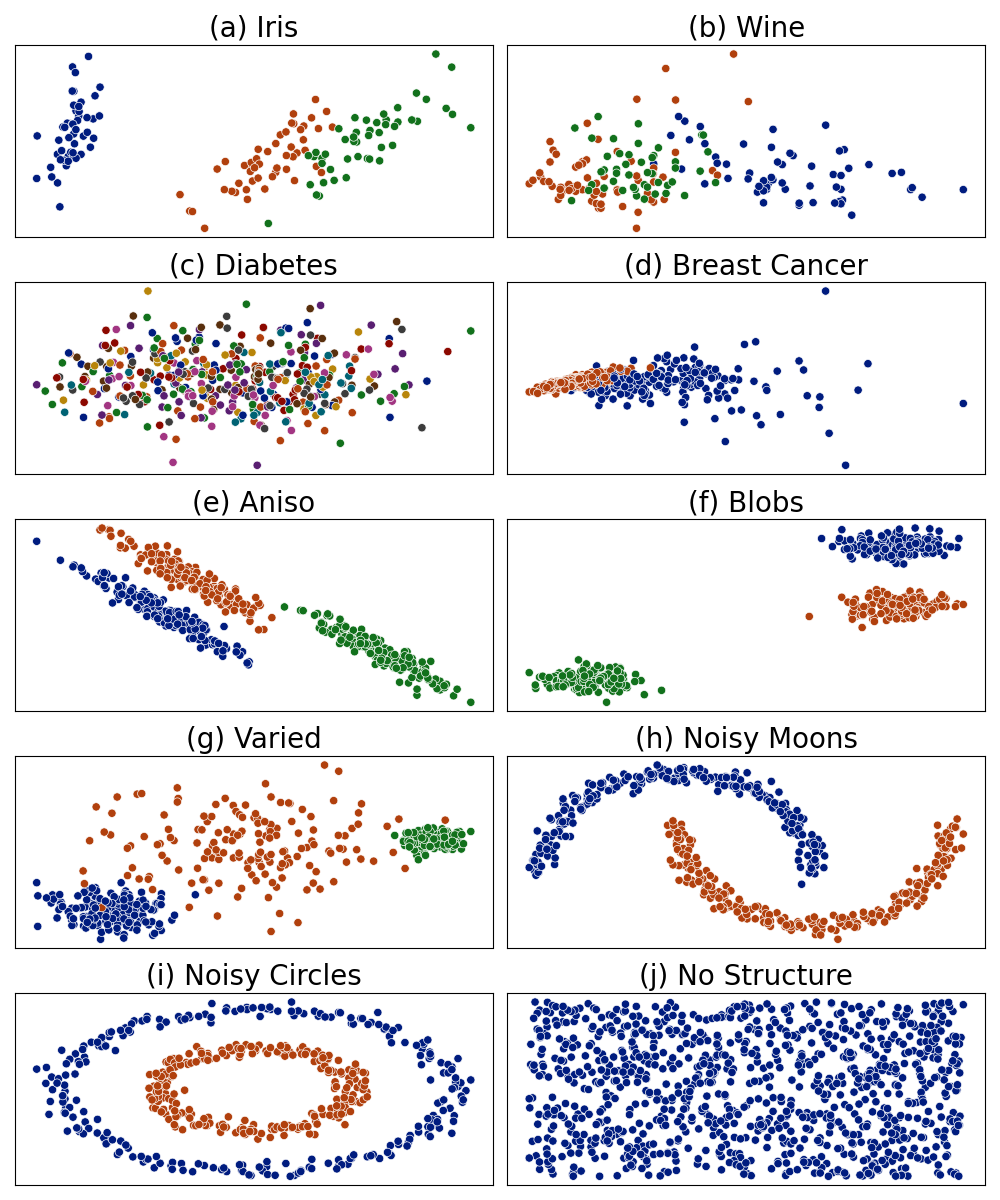 (a) Iris
(b) Wine
(c) Diabetes
(d) Breast Cancer
(e) Aniso
(f) Blobs
(g) Varied
(h) Noisy Moons
(i) Noisy Circles
(j) No Structure